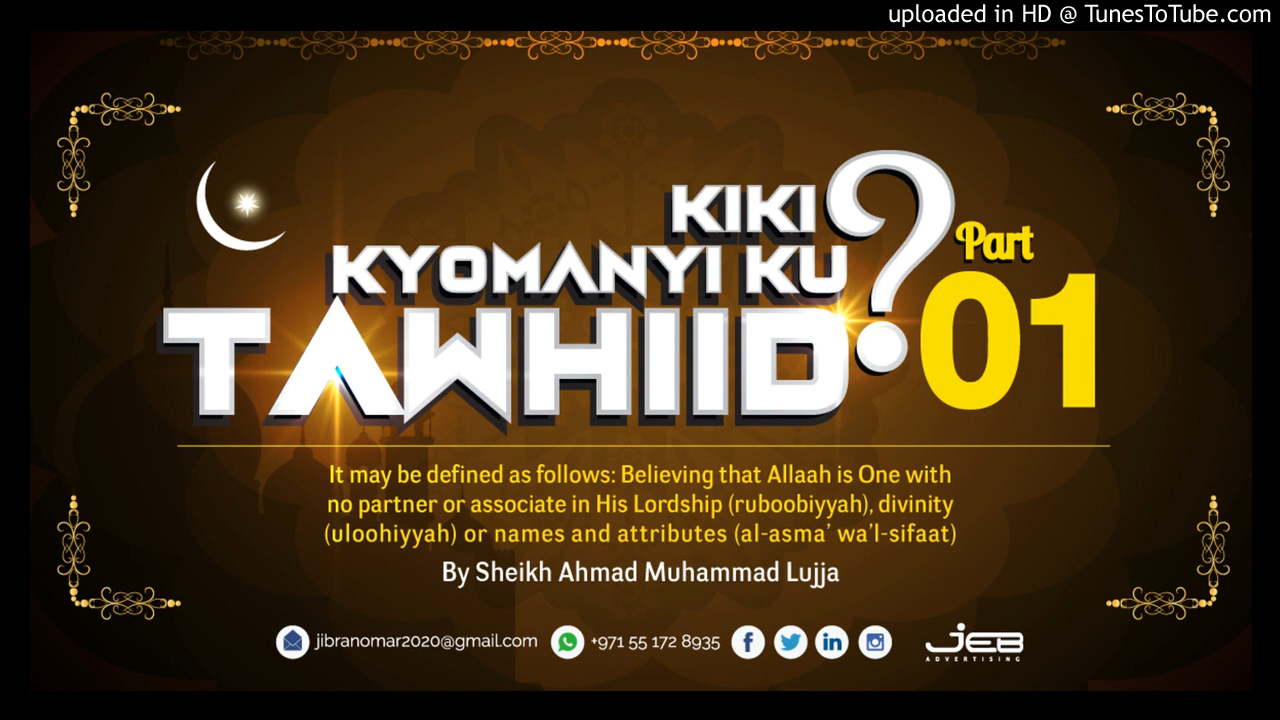 uploaded in HD @ TunesToTube.com
KIKI
KYOMANYI KU ?
TAWHIID
Part
01
It may be defined as follows: Believing that Allaah is One with
no partner or associate in His Lordship (ruboobiyyah), divinity
(uloohiyyah) or names and attributes (al-asma’ wa’l-sifaat)
By Sheikh Ahmad Muhammad Lujja
jibranomar2020@gmail.com +971 55 172 8935
JEB
ADVERTISING